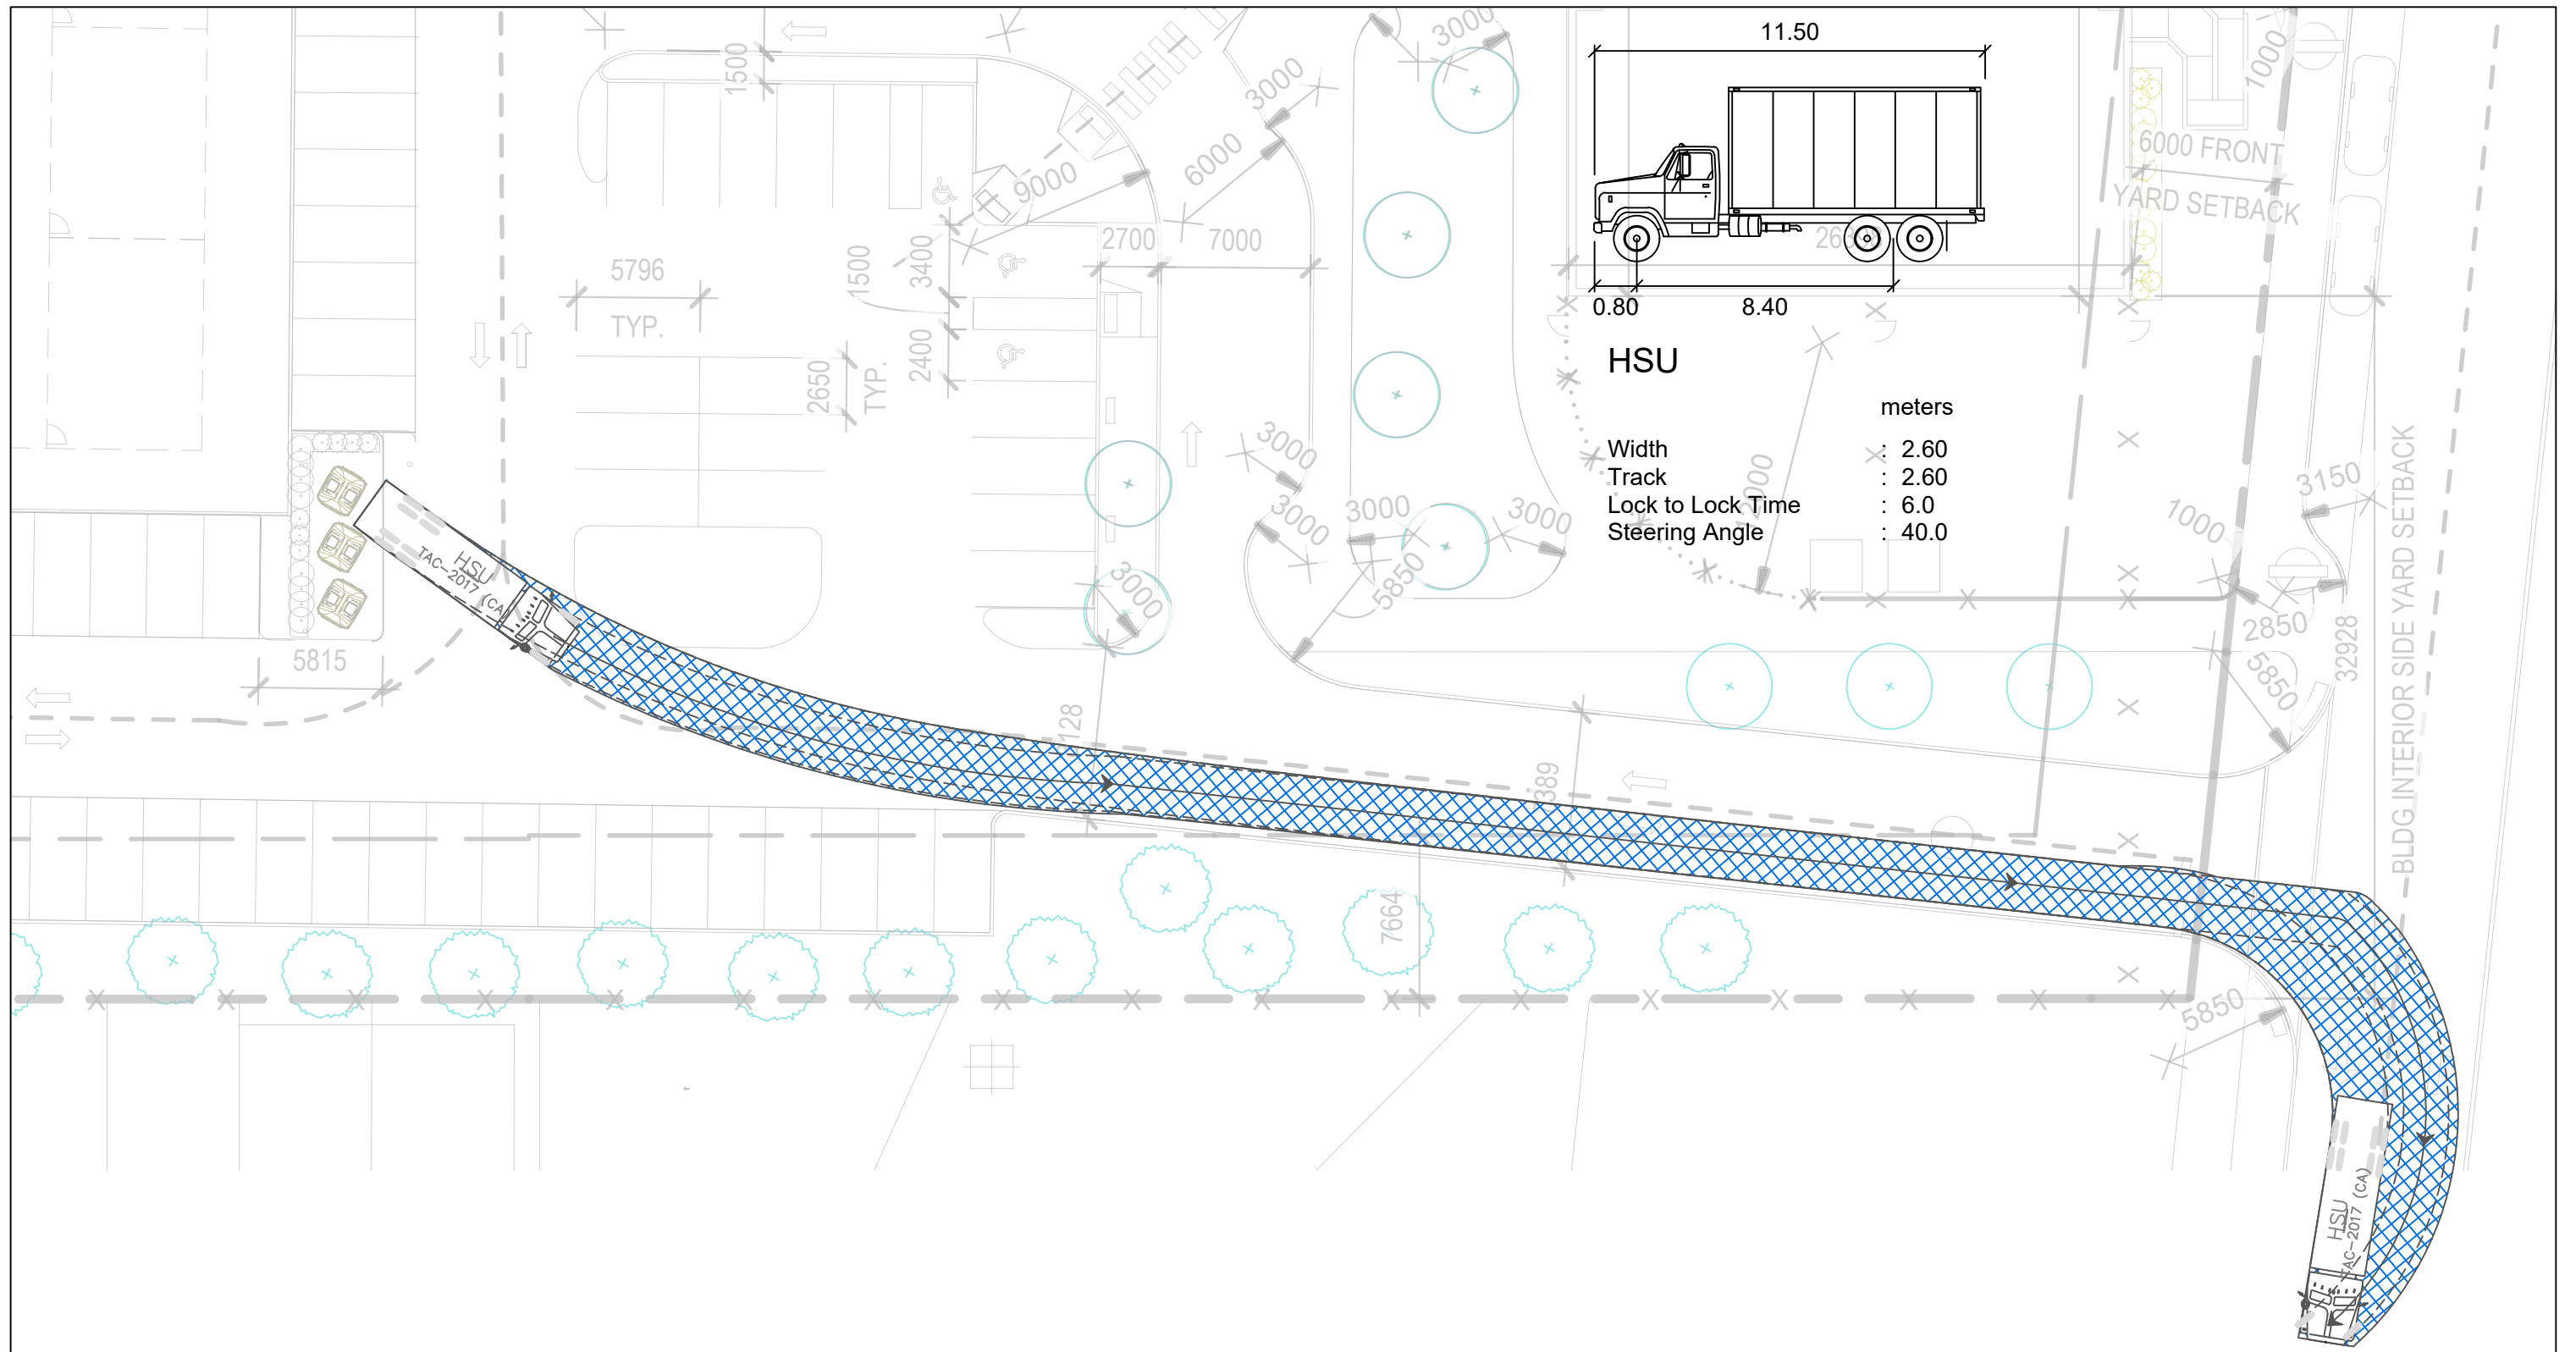 11.50
0.80
8.40
HSU
meters
Width : 2.60
Track : 2.60
Lock to Lock Time : 6.0
Steering Angle : 40.0
1500
3000
1000
3000
6000
9000
6000 FRONT
YARD SETBACK
2700
7000
3400
1500
5796
TYP.
2400
2650
TYP.
3000
3000
3000
3000
5850
3150
1000
BLDG INTERIOR SIDE YARD SETBACK
HSU
TAC-2017 (CA)
3000
2850
32928
5850
5815
7664
5850
HSU
TAC-2017 (CA)